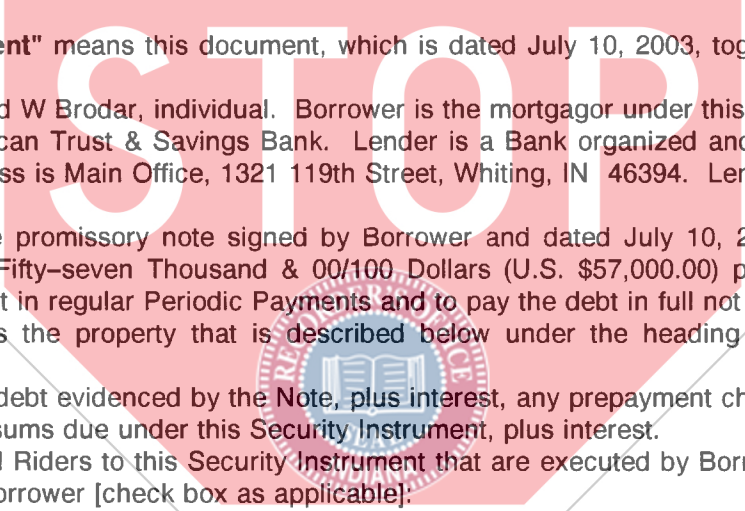 ent" means this document, which is dated July 10, 2003, tog
d W Brodar, individual. Borrower is the mortgagor under this
can Trust & Savings Bank. Lender is a Bank organized and
ss is Main Office, 1321 119th Street, Whiting, IN 46394. Len
e promissory note signed by Borrower and dated July 10, 2
Fifty–seven Thousand & 00/100 Dollars (U.S. $57,000.00) p
t in regular Periodic Payments and to pay the debt in full not
s the property that is described below under the heading
debt evidenced by the Note, plus interest, any prepayment ch
sums due under this Security Instrument, plus interest.
l Riders to this Security Instrument that are executed by Borr
orrower [check box as applicable]:
STOP
INDIANA